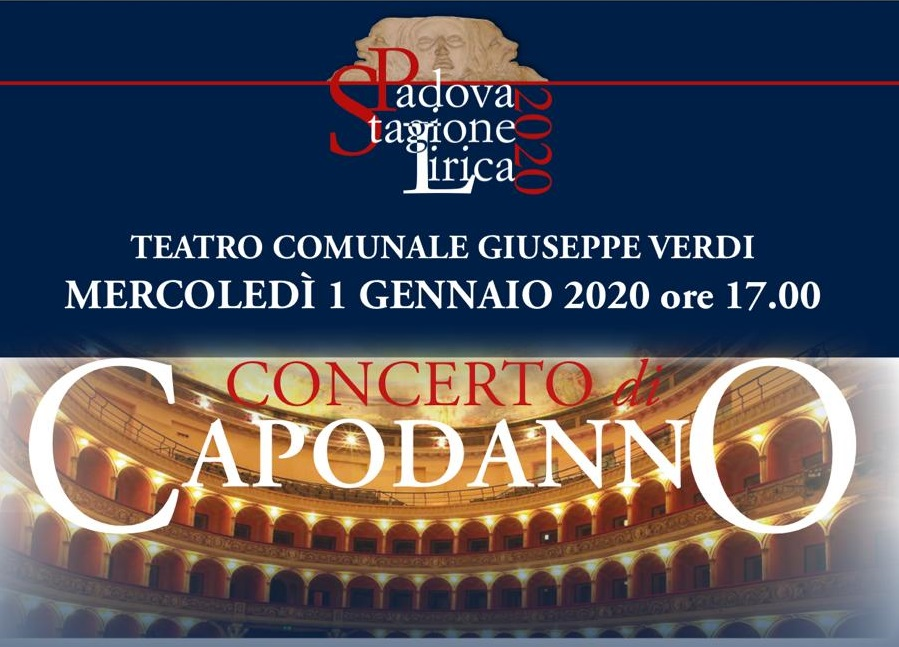 Padova
Stagione
Lirica
2020
TEATRO COMUNALE GIUSEPPE VERDI
MERCOLEDÌ 1 GENNAIO 2020 ore 17.00
CONCERTO di
CAPODANNO